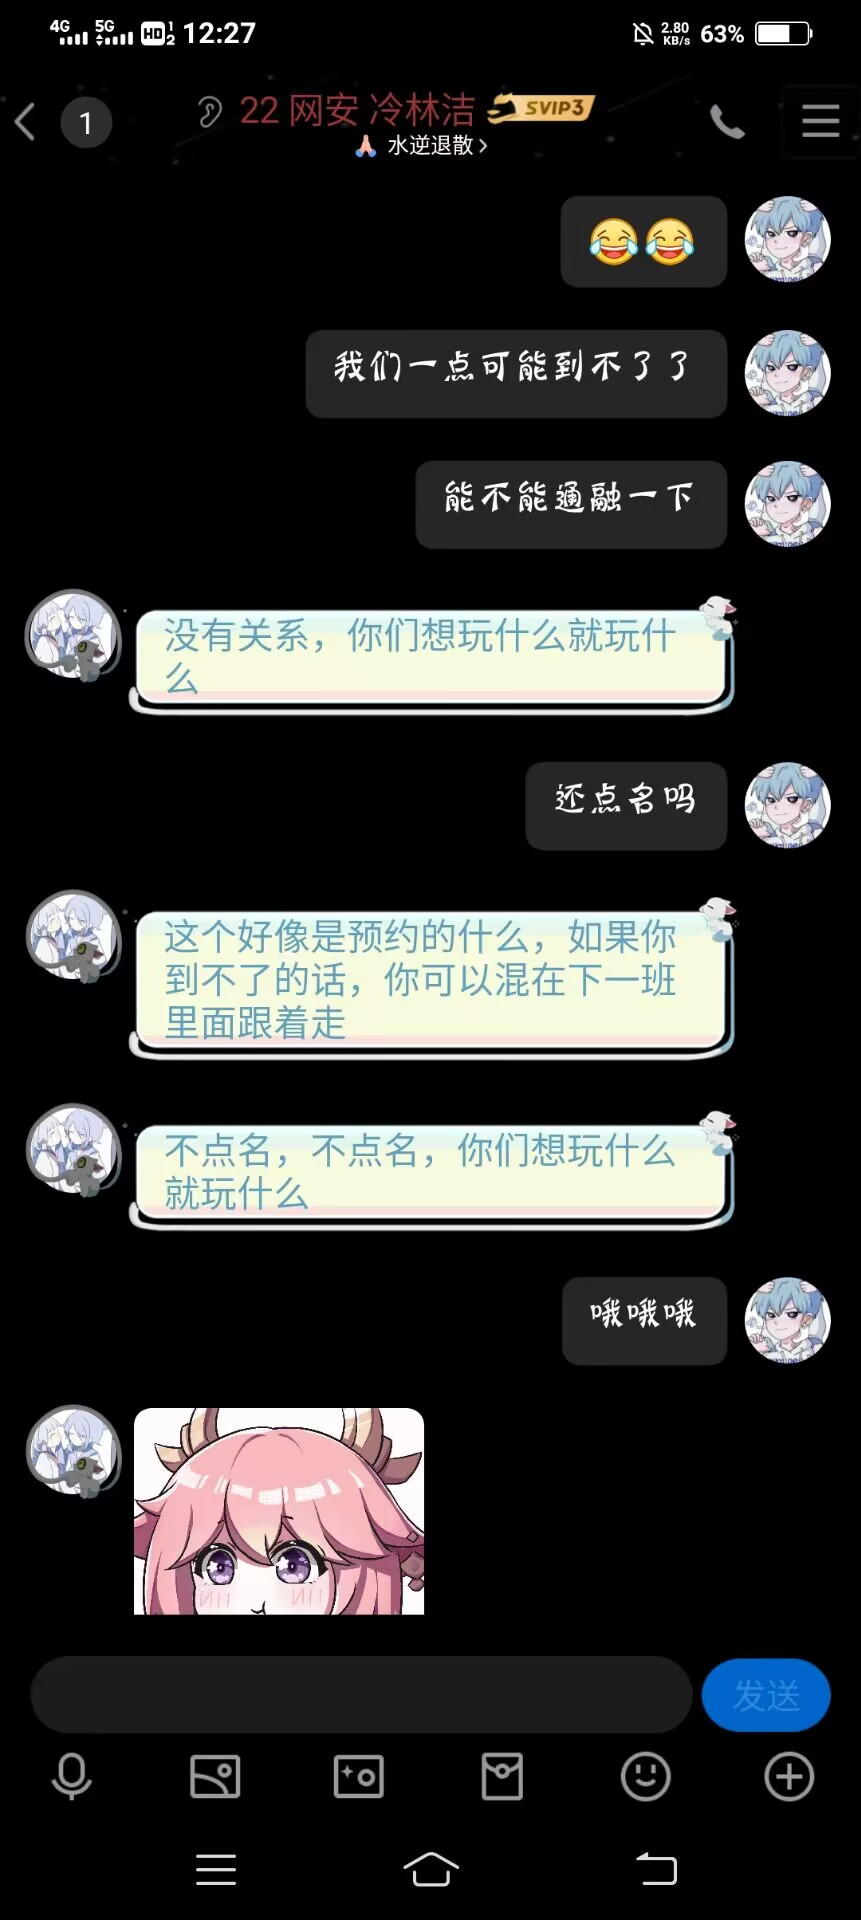 4G 5G HD 1 2 12:27 2.80 KB/s 63%
1 22 网安 冷林洁 SVIP3
🙏 水逆退散
😂😂
我们一点可能到不了了
能不能通融一下
没有关系，你们想玩什么就玩什
么
还点名吗
这个好像是预约的什么，如果你
到不了的话，你可以混在下一班
里面跟着走
不点名，不点名，你们想玩什么
就玩什么
哦哦哦
发送